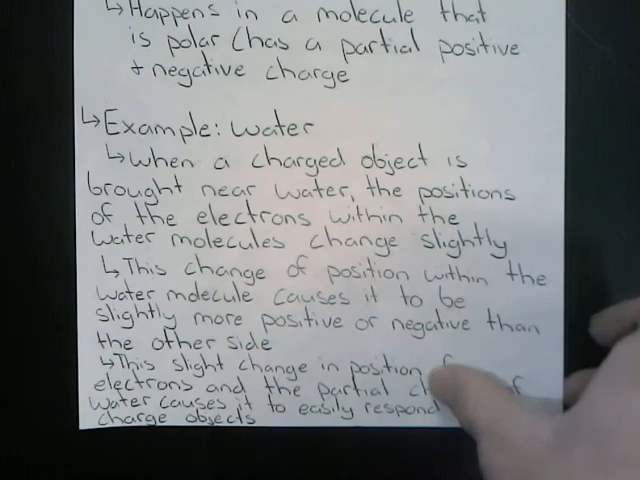 ↳ Happens in a molecule that
is polar (has a partial positive
+ negative charge
↳ Example: Water
↳ When a charged object is
brought near water, the positions
of the electrons within the
water molecules change slightly
↳ This change of position within the
water molecule causes it to be
slightly more positive or negative than
the other side
↳ This slight change in position of
electrons and the partial of
water causes it to easily respond
charge objects